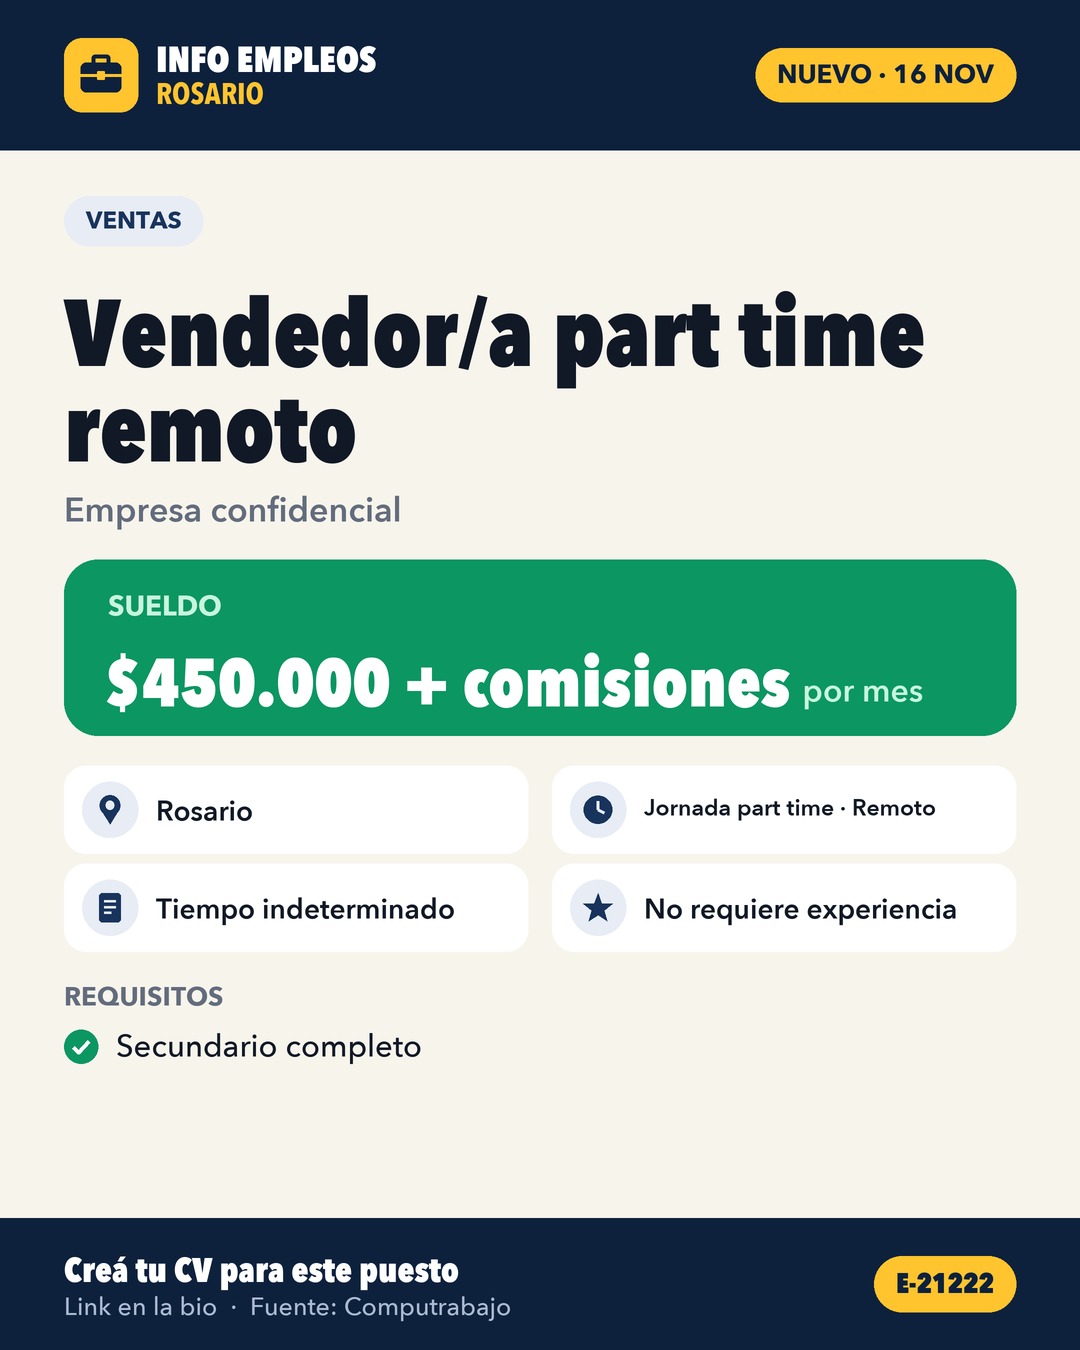 INFO EMPLEOS
ROSARIO
NUEVO · 16 NOV
VENTAS
Vendedor/a part time
remoto
Empresa confidencial
SUELDO
$450.000 + comisiones por mes
Rosario
Jornada part time · Remoto
Tiempo indeterminado
No requiere experiencia
REQUISITOS
Secundario completo
Creá tu CV para este puesto
Link en la bio · Fuente: Computrabajo
E-21222